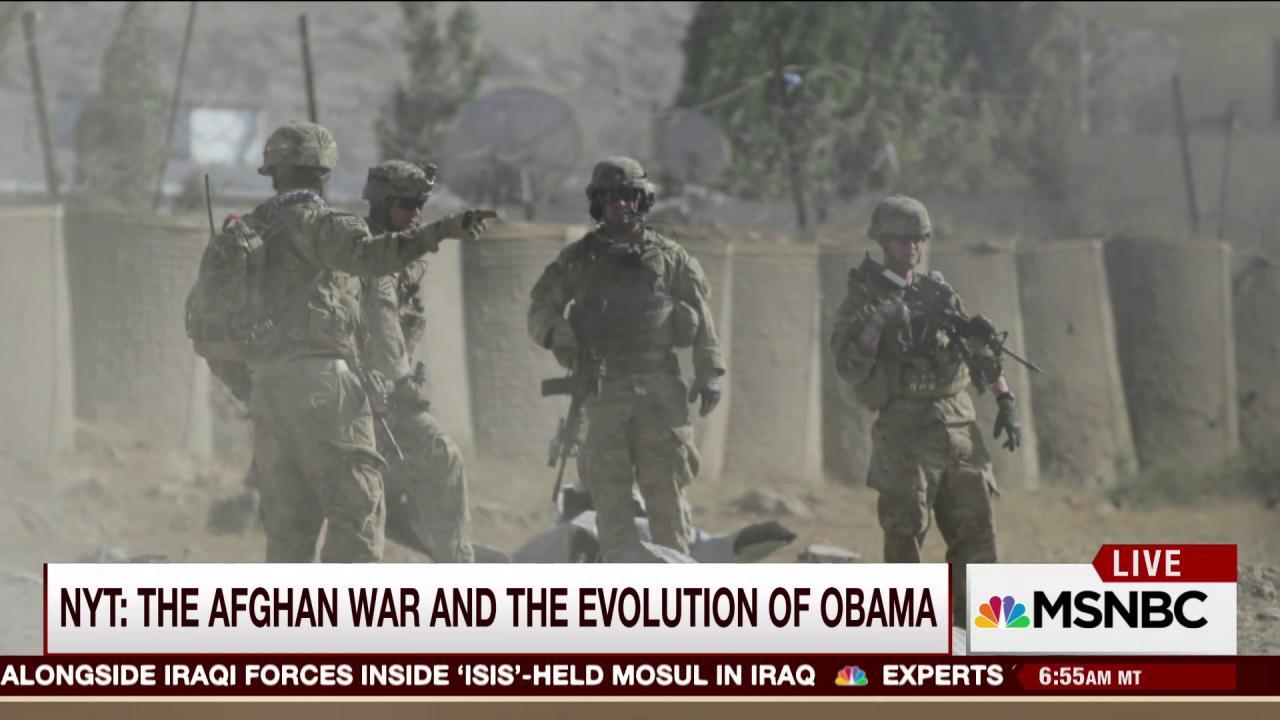 LIVE
NYT: THE AFGHAN WAR AND THE EVOLUTION OF OBAMA
MSNBC
ALONGSIDE IRAQI FORCES INSIDE ‘ISIS’-HELD MOSUL IN IRAQ EXPERTS ‘
6:55AM MT